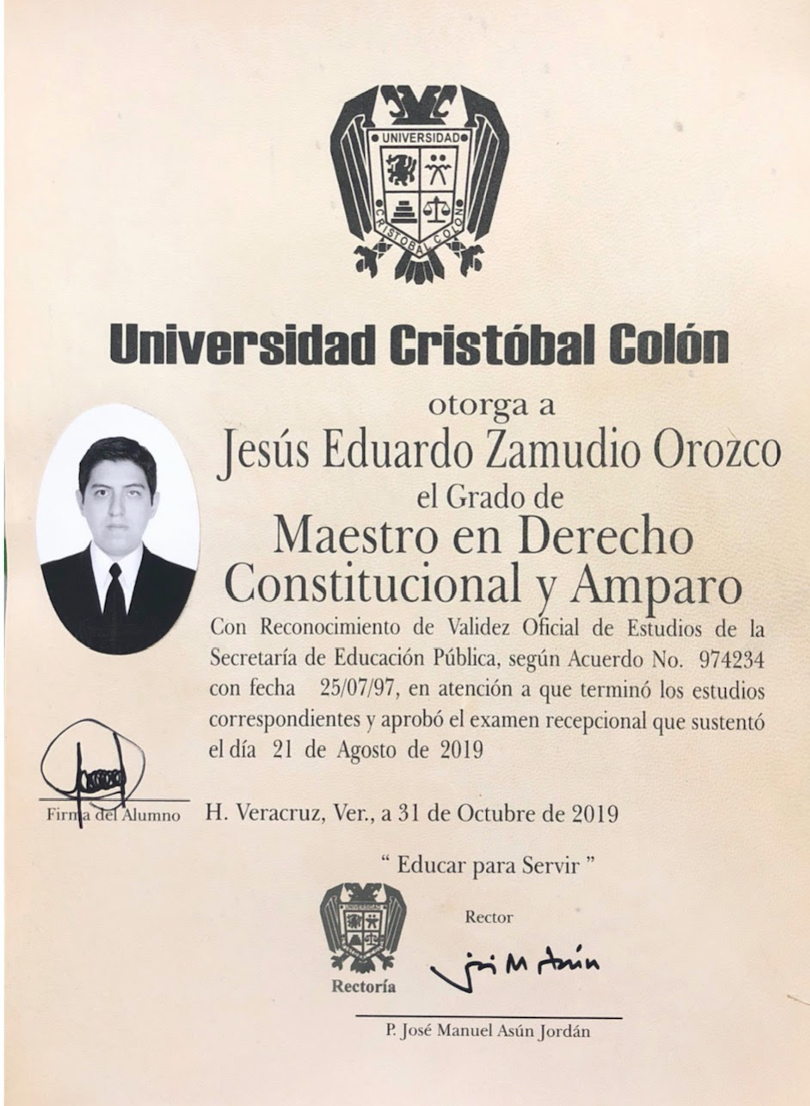 UNIVERSIDAD
CRISTOBAL COLON
Universidad Cristóbal Colón
otorga a
Jesús Eduardo Zamudio Orozco
el Grado de
Maestro en Derecho
Constitucional y Amparo
Con Reconocimiento de Validez Oficial de Estudios de la
Secretaría de Educación Pública, según Acuerdo No. 974234
con fecha 25/07/97, en atención a que terminó los estudios
correspondientes y aprobó el examen recepcional que sustentó
el día 21 de Agosto de 2019
Firma del Alumno
H. Veracruz, Ver., a 31 de Octubre de 2019
“ Educar para Servir ”
UNIVERSIDAD
Rector
Rectoría
P. José Manuel Asún Jordán